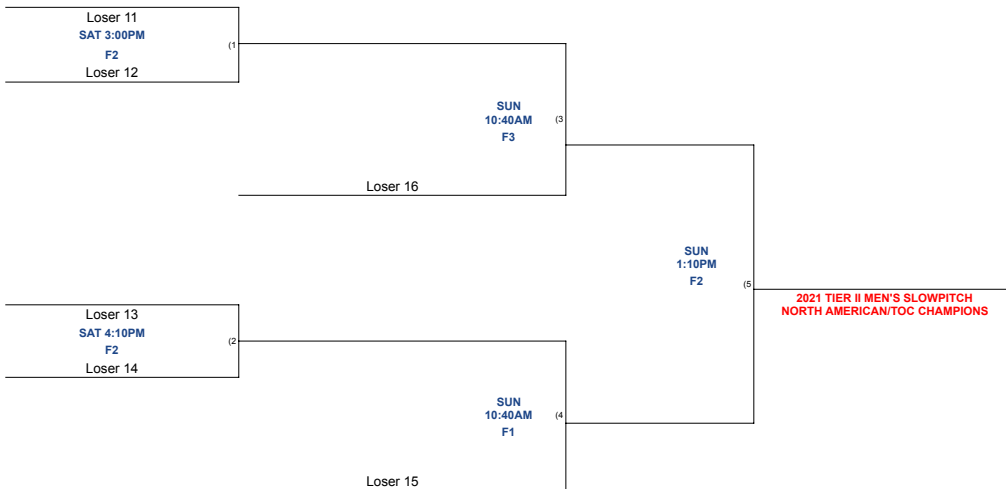 Loser 11
SAT 3:00PM
(1
F2
Loser 12
SUN
10:40AM
(3
F3
Loser 16
SUN
1:10PM
F2
(5
2021 TIER II MEN'S SLOWPITCH
NORTH AMERICAN/TOC CHAMPIONS
Loser 13
SAT 4:10PM
(2
F2
Loser 14
SUN
10:40AM
(4
F1
Loser 15